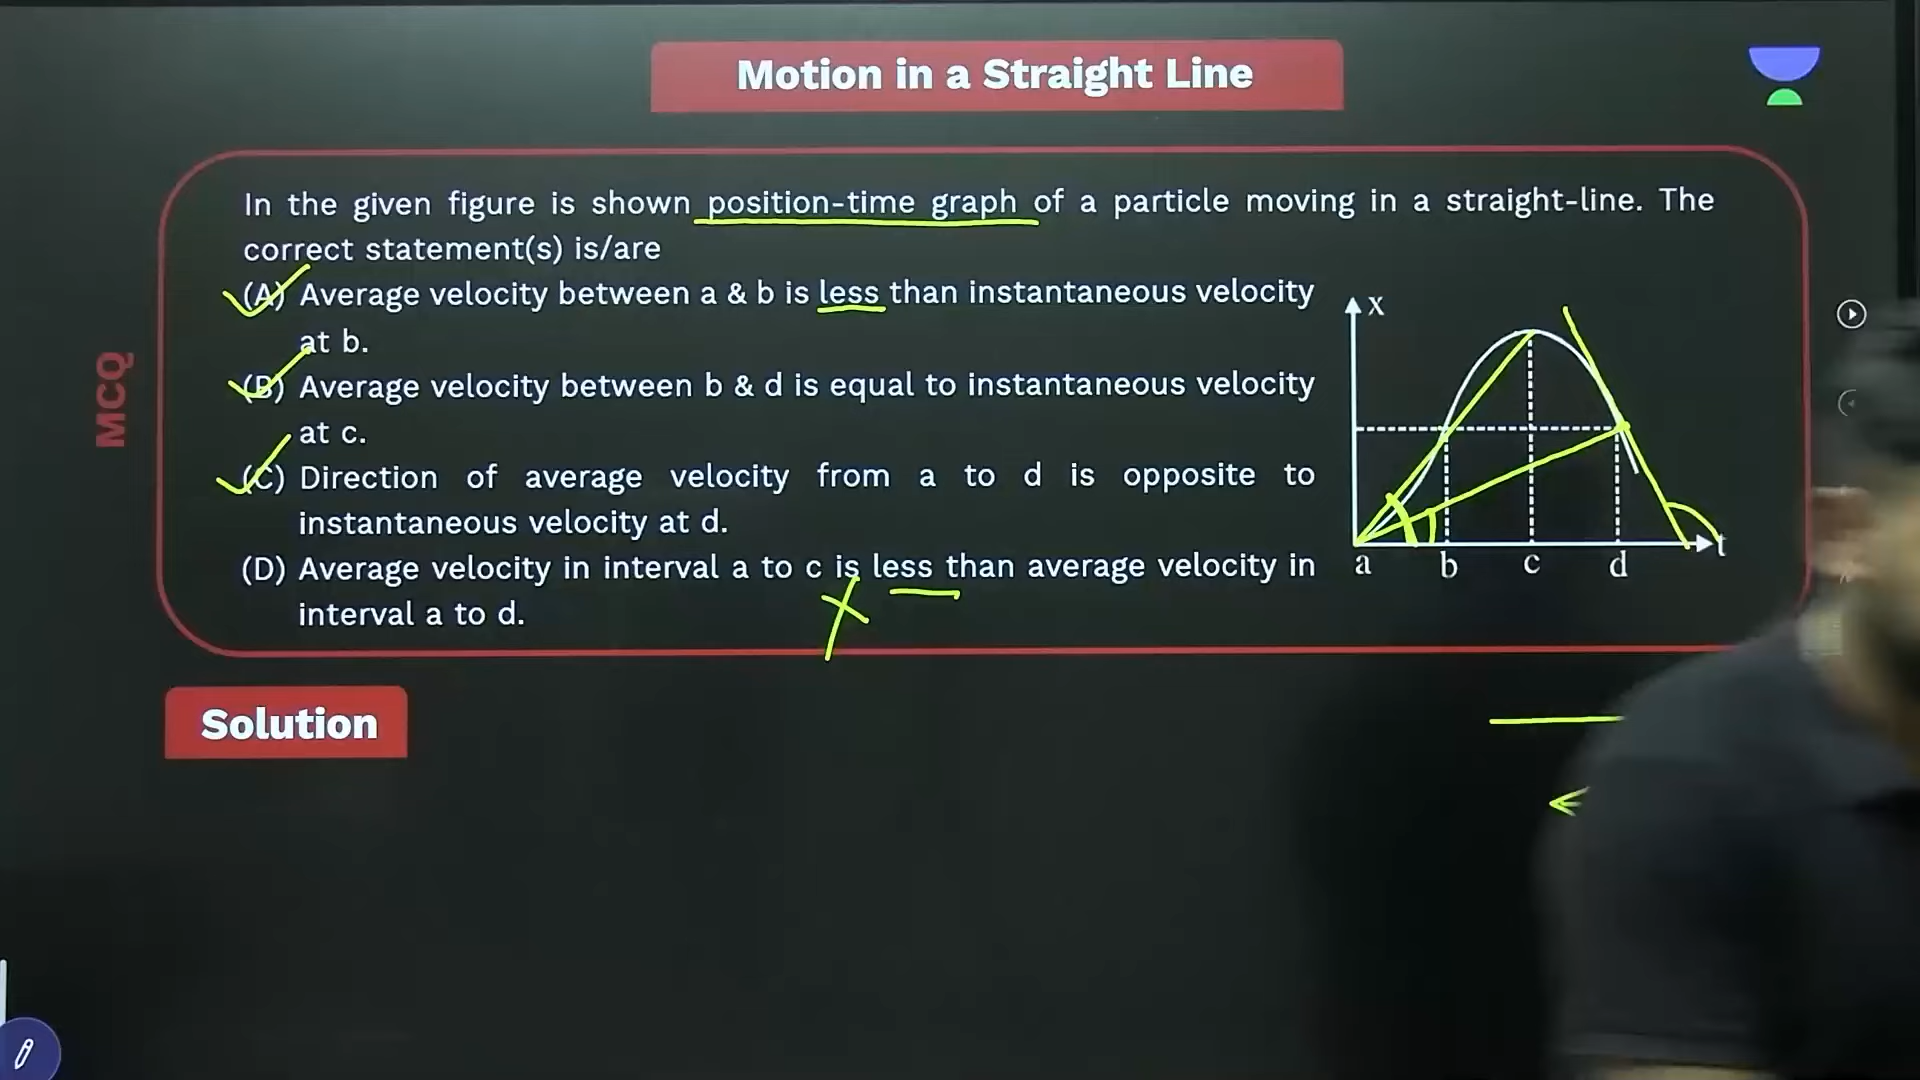 Motion in a Straight Line
In the given figure is shown position-time graph of a particle moving in a straight-line. The
correct statement(s) is/are
(A) Average velocity between a & b is less than instantaneous velocity
at b.
(B) Average velocity between b & d is equal to instantaneous velocity
at c.
(C) Direction of average velocity from a to d is opposite to
instantaneous velocity at d.
(D) Average velocity in interval a to c is less than average velocity in
interval a to d.
MCQ
x
t
a b c d
Solution